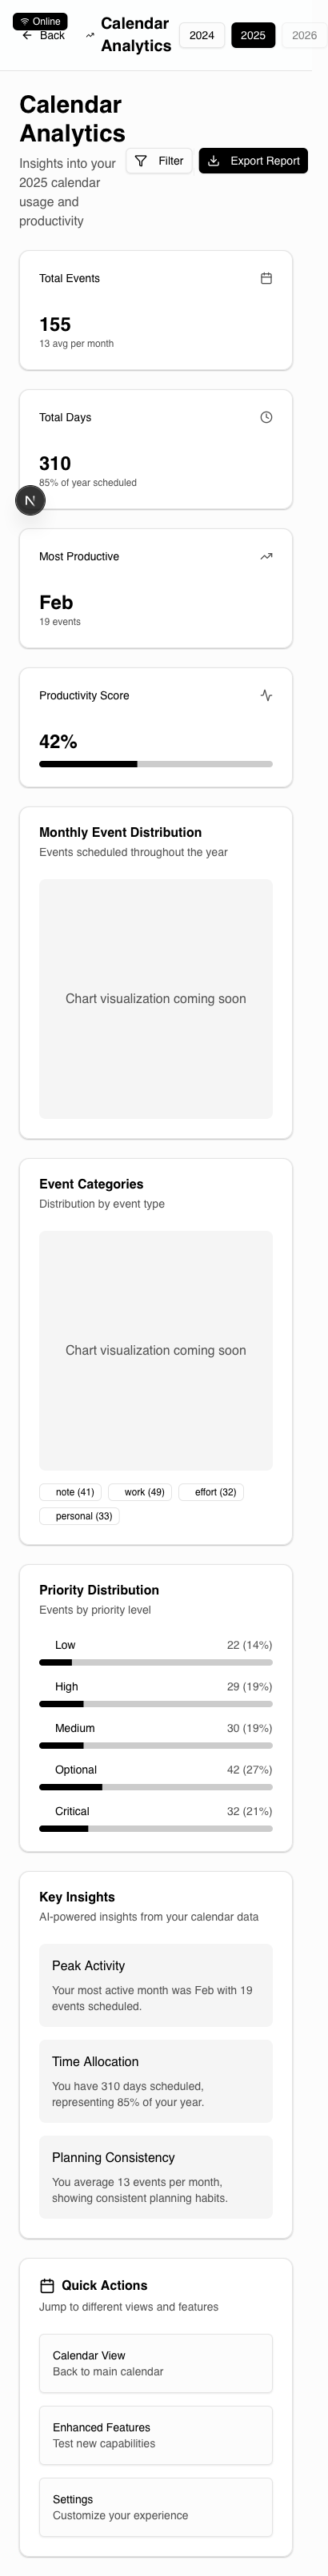 Online
Back
Calendar
Analytics
2024
2025
2026
Calendar
Analytics
Insights into your
2025 calendar
usage and
productivity
Filter
Export Report
Total Events
155
13 avg per month
Total Days
310
85% of year scheduled
N
Most Productive
Feb
19 events
Productivity Score
42%
Monthly Event Distribution
Events scheduled throughout the year
Chart visualization coming soon
Event Categories
Distribution by event type
Chart visualization coming soon
note (41)
work (49)
effort (32)
personal (33)
Priority Distribution
Events by priority level
Low 22 (14%)
High 29 (19%)
Medium 30 (19%)
Optional 42 (27%)
Critical 32 (21%)
Key Insights
AI-powered insights from your calendar data
Peak Activity
Your most active month was Feb with 19
events scheduled.
Time Allocation
You have 310 days scheduled,
representing 85% of your year.
Planning Consistency
You average 13 events per month,
showing consistent planning habits.
Quick Actions
Jump to different views and features
Calendar View
Back to main calendar
Enhanced Features
Test new capabilities
Settings
Customize your experience